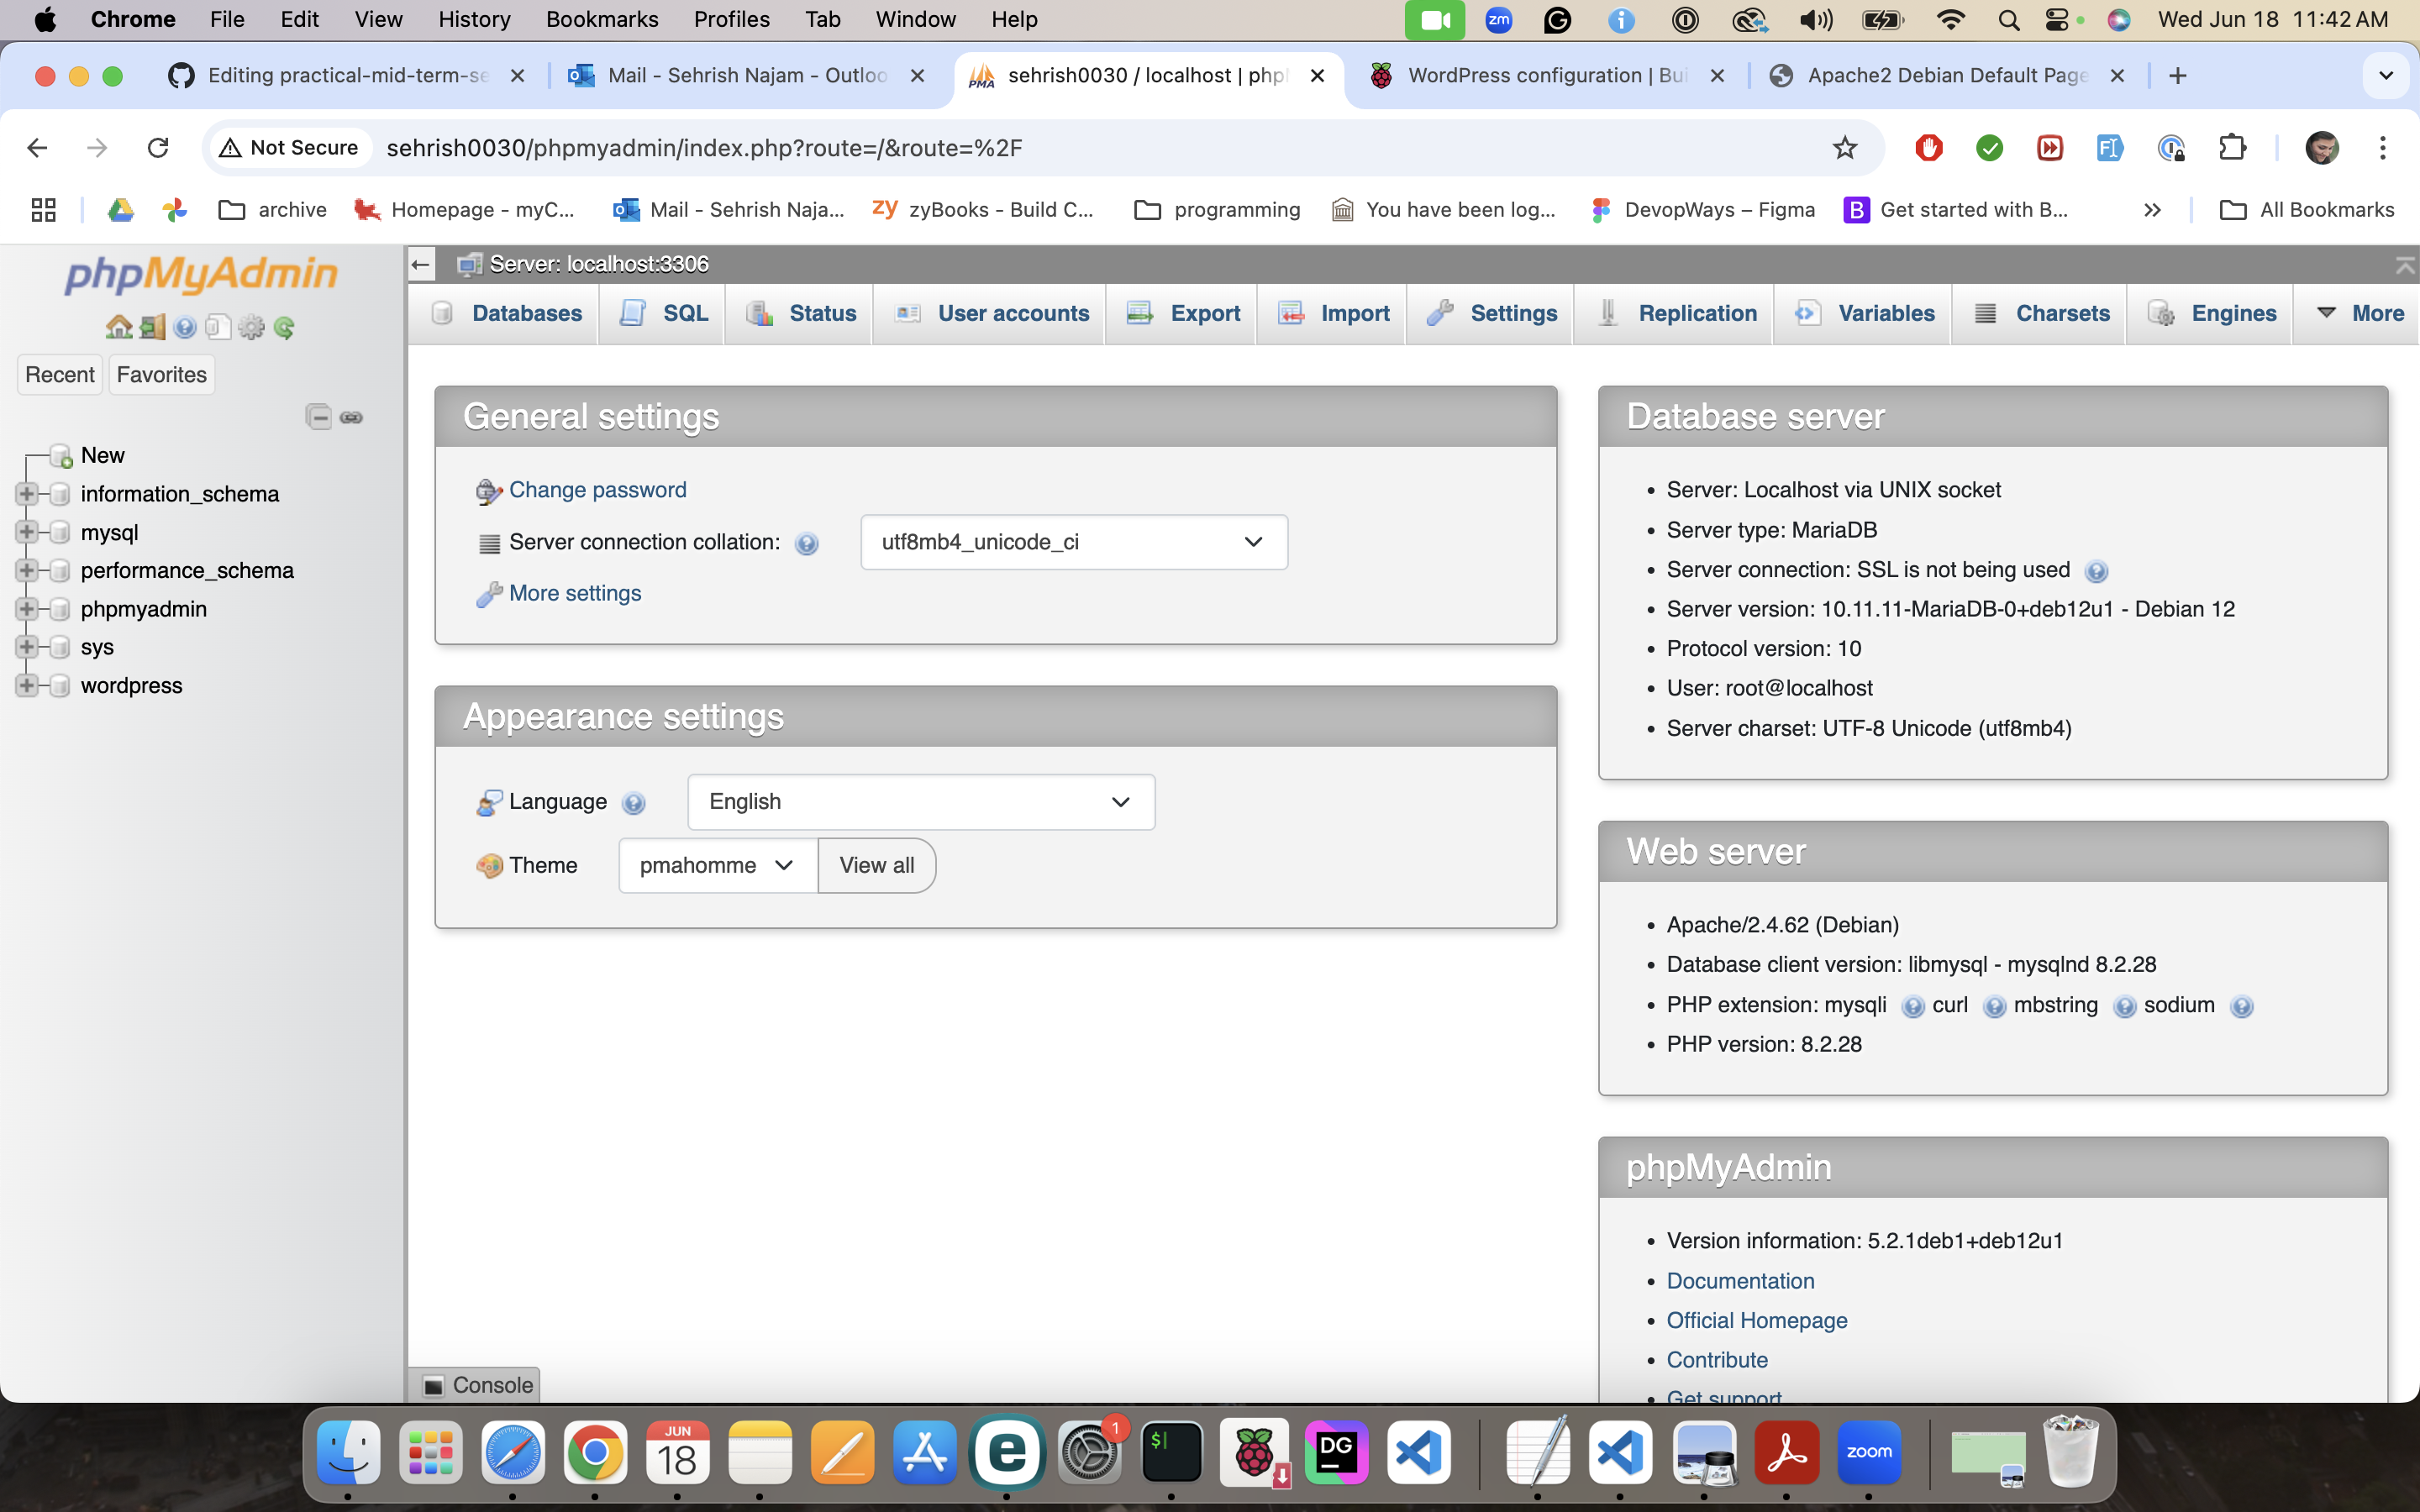 Chrome File Edit View History Bookmarks Profiles Tab Window Help zm Wed Jun 18 11:42 AM
Editing practical-mid-term-se Mail - Sehrish Najam - Outloo PMA sehrish0030 / localhost | php WordPress configuration | Bui Apache2 Debian Default Page
Not Secure sehrish0030/phpmyadmin/index.php?route=/&route=%2F
archive Homepage - myC... Mail - Sehrish Naja... zy zyBooks - Build C... programming You have been log... DevopWays – Figma B Get started with B... » All Bookmarks
phpMyAdmin
Recent Favorites
New
information_schema
mysql
performance_schema
phpmyadmin
sys
wordpress
Server: localhost:3306
Databases SQL Status User accounts Export Import Settings Replication Variables Charsets Engines More
General settings
Change password
Server connection collation: utf8mb4_unicode_ci
More settings
Appearance settings
Language English
Theme pmahomme View all
Database server
Server: Localhost via UNIX socket
Server type: MariaDB
Server connection: SSL is not being used
Server version: 10.11.11-MariaDB-0+deb12u1 - Debian 12
Protocol version: 10
User: root@localhost
Server charset: UTF-8 Unicode (utf8mb4)
Web server
Apache/2.4.62 (Debian)
Database client version: libmysql - mysqlnd 8.2.28
PHP extension: mysqli curl mbstring sodium
PHP version: 8.2.28
phpMyAdmin
Version information: 5.2.1deb1+deb12u1
Documentation
Official Homepage
Contribute
Get support
Console
JUN
18
e
1
$
DG
zoom